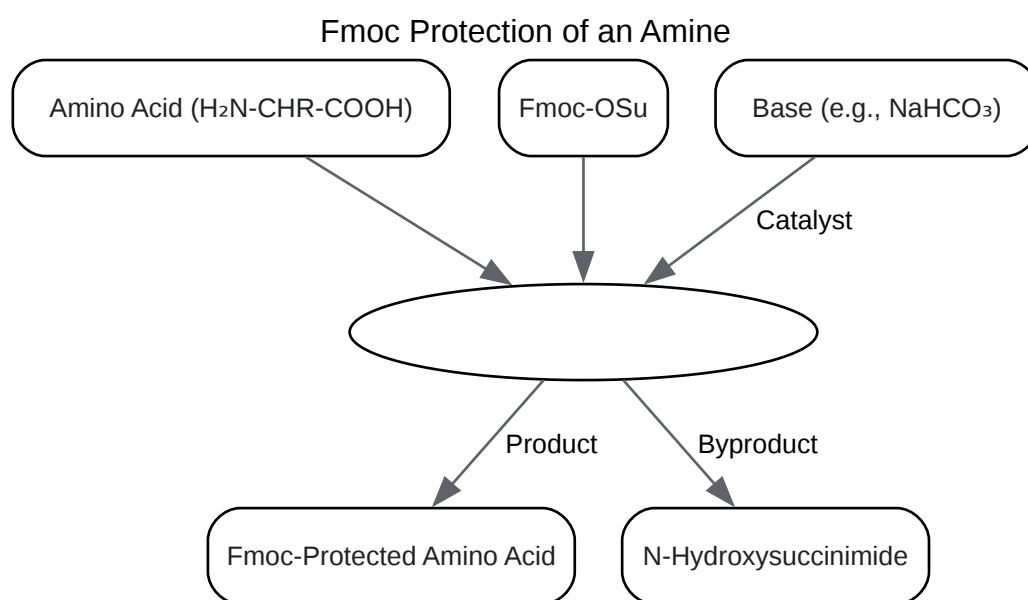 Fmoc Protection of an Amine
Amino Acid (H₂N-CHR-COOH)
Fmoc-OSu
Base (e.g., NaHCO₃)
Catalyst
Product
Byproduct
Fmoc-Protected Amino Acid
N-Hydroxysuccinimide